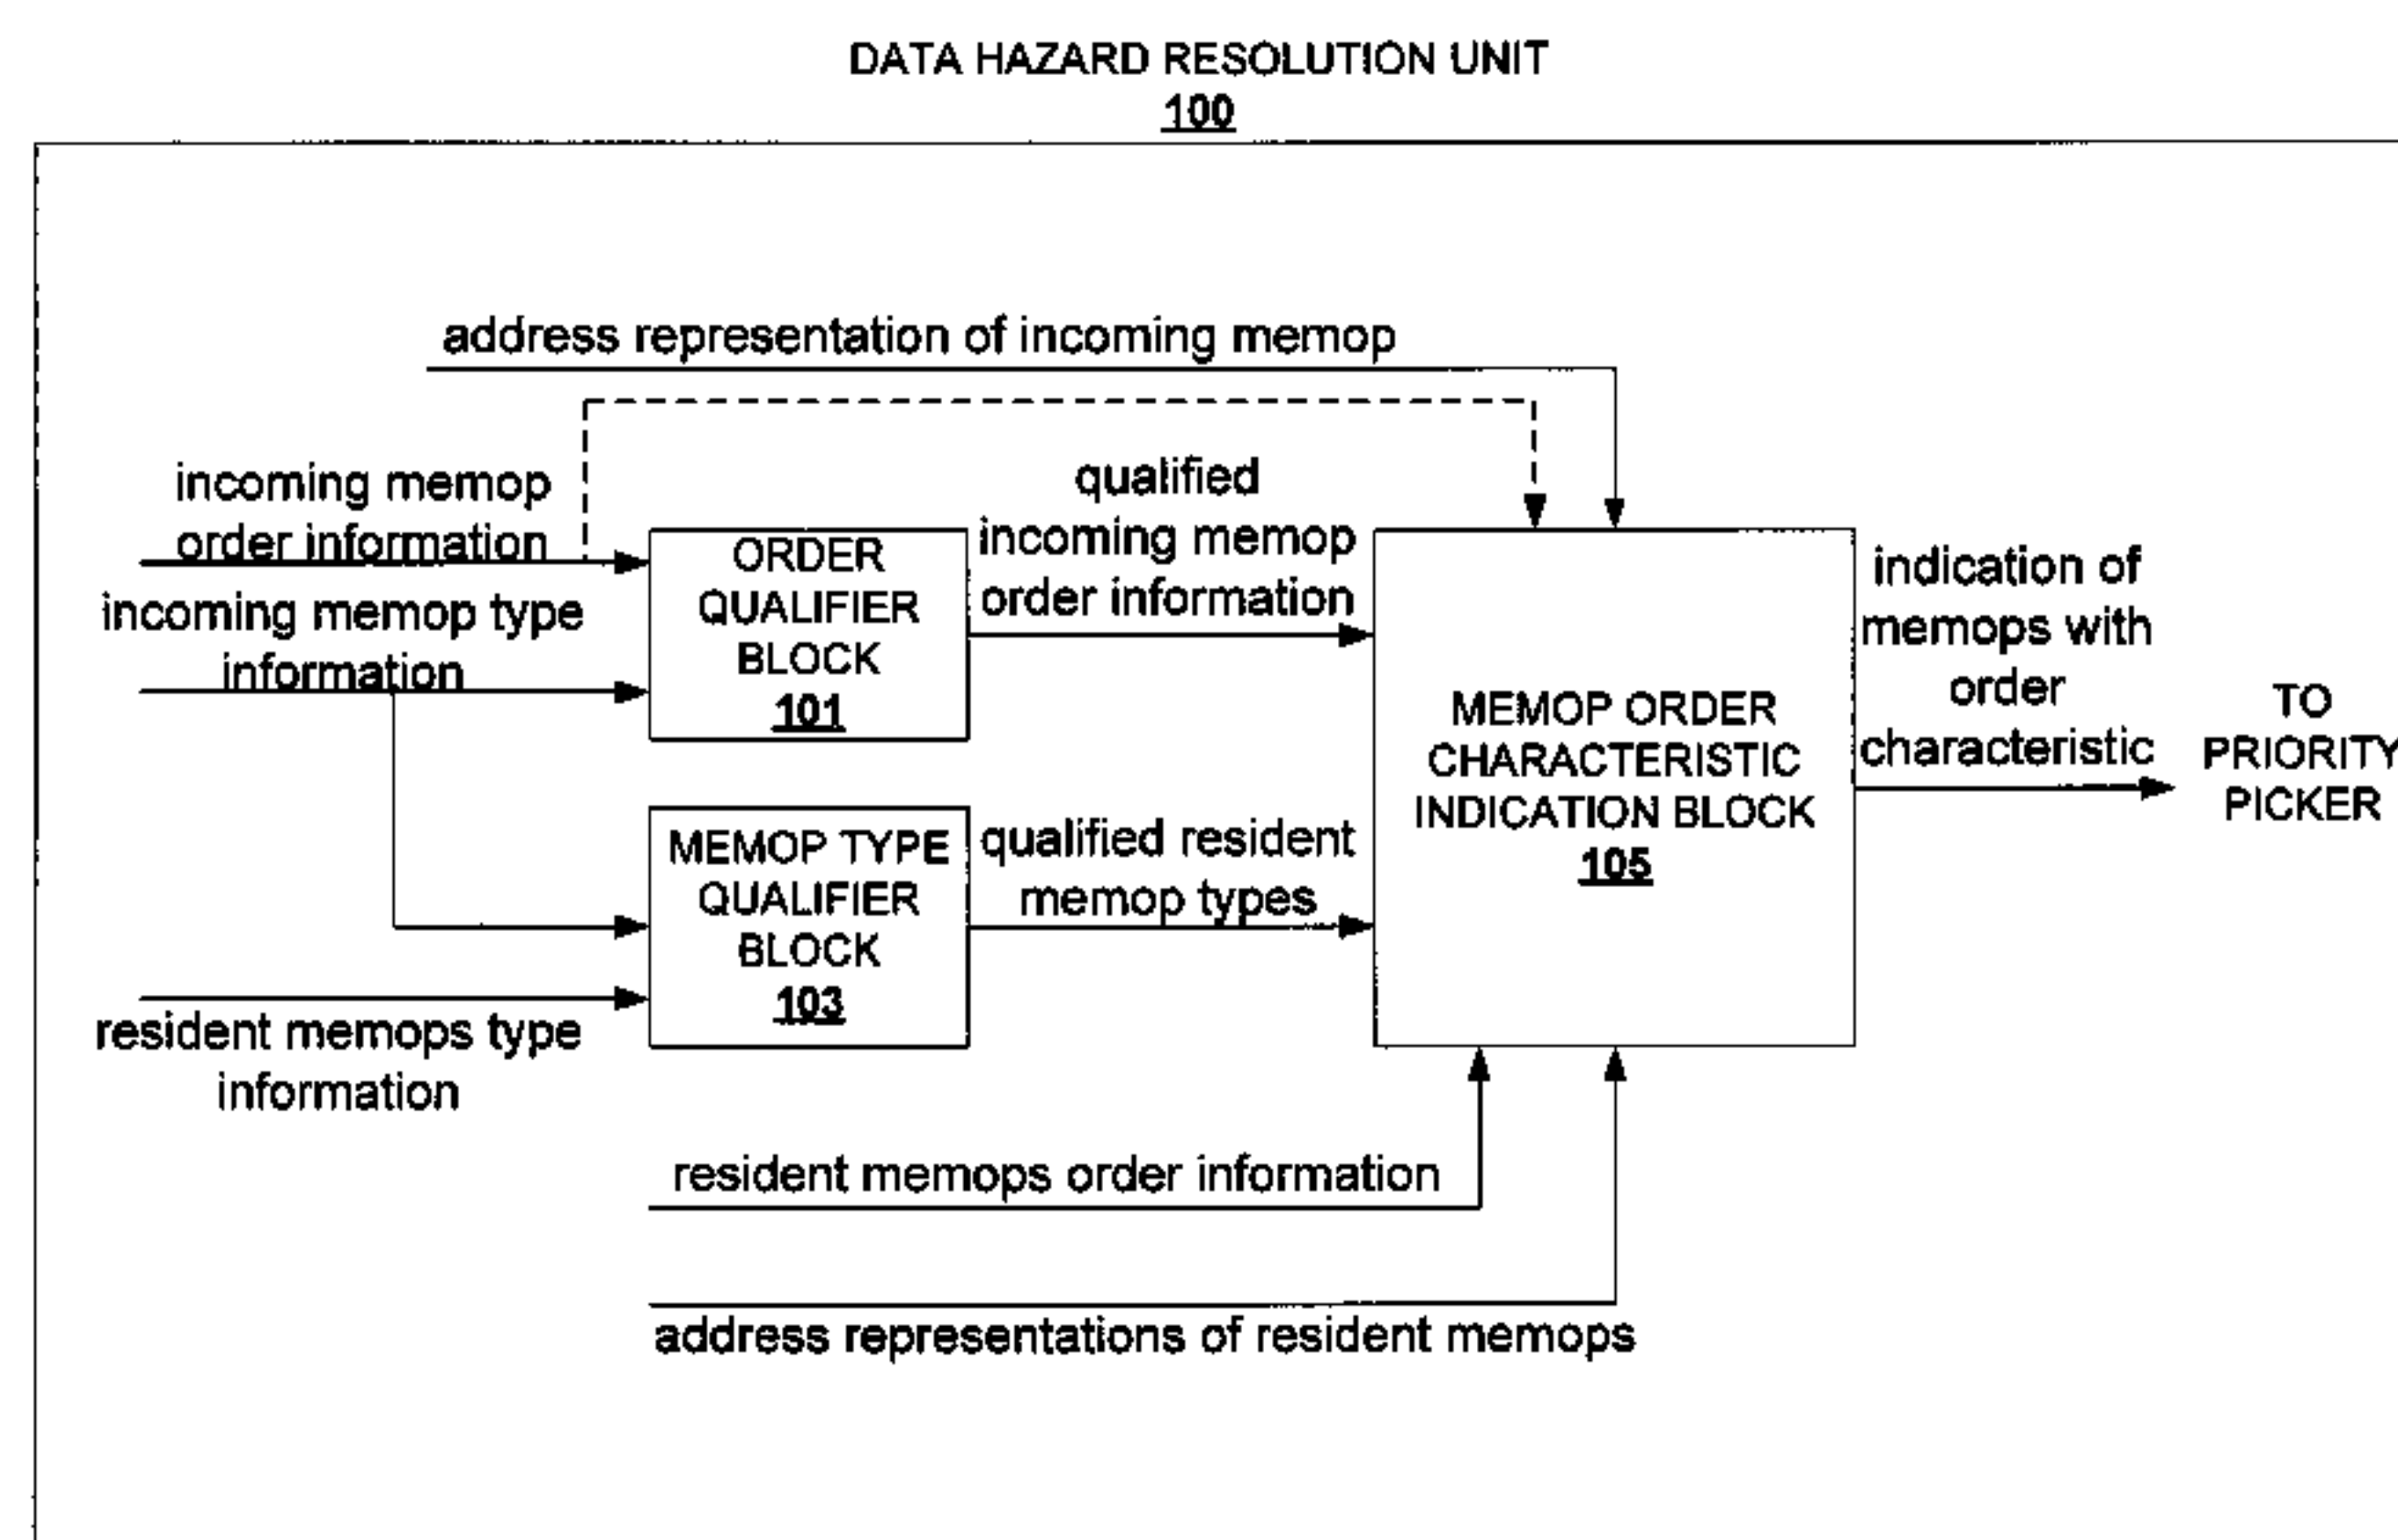 DATA HAZARD RESOLUTION UNIT
100
address representation of incoming memop
incoming memop
order information
incoming memop type
information
resident memops type
information
ORDER
QUALIFIER
BLOCK
101
MEMOP TYPE
QUALIFIER
BLOCK
103
qualified
incoming memop
order information
qualified resident
memop types
MEMOP ORDER
CHARACTERISTIC
INDICATION BLOCK
105
indication of
memops with
order
characteristic
TO
PRIORITY
PICKER
resident memops order information
address representations of resident memops